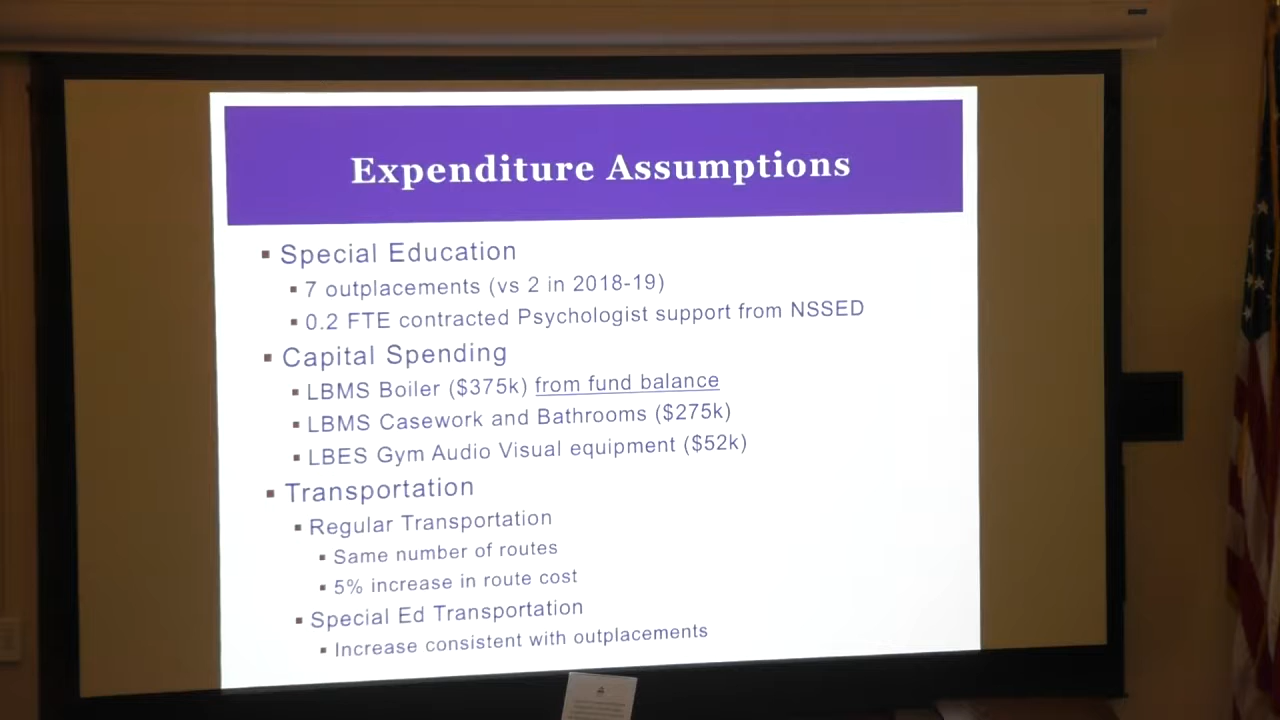 Expenditure Assumptions
▪ Special Education
▪ 7 outplacements (vs 2 in 2018-19)
▪ 0.2 FTE contracted Psychologist support from NSSED
▪ Capital Spending
▪ LBMS Boiler ($375k) from fund balance
▪ LBMS Casework and Bathrooms ($275k)
▪ LBES Gym Audio Visual equipment ($52k)
▪ Transportation
▪ Regular Transportation
▪ Same number of routes
▪ 5% increase in route cost
▪ Special Ed Transportation
▪ Increase consistent with outplacements